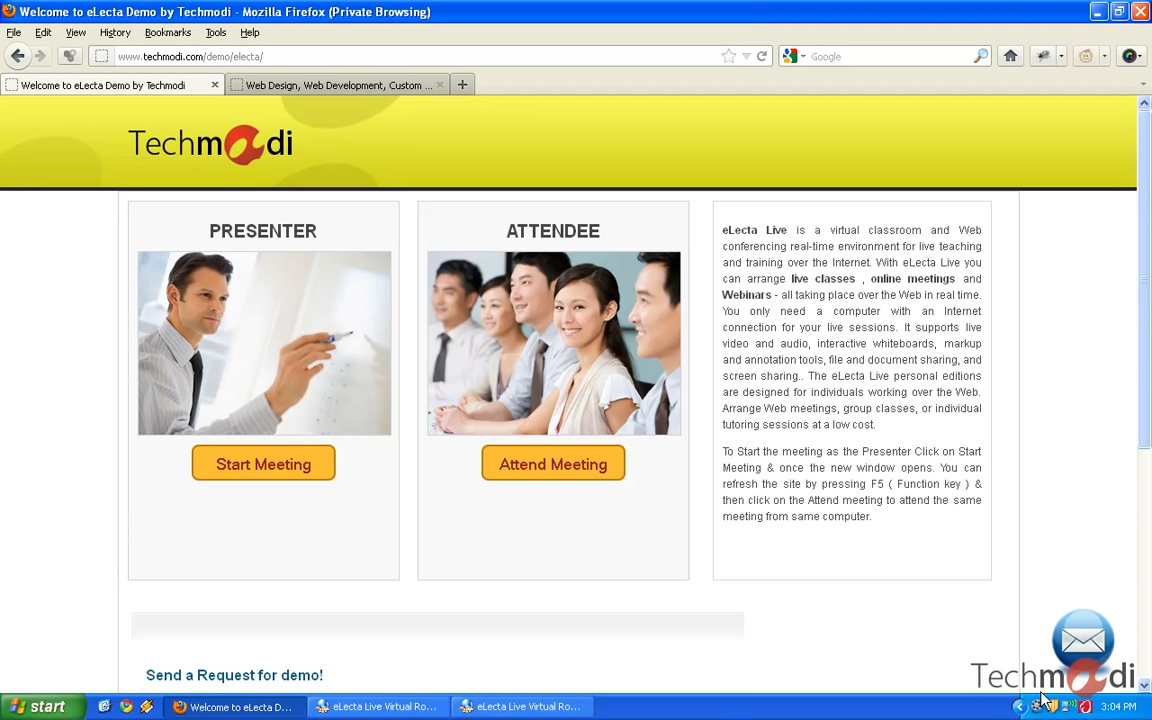 Welcome to eLecta Demo by Techmodi - Mozilla Firefox (Private Browsing)
File Edit View History Bookmarks Tools Help
www.techmodi.com/demo/electa/
Google
Welcome to eLecta Demo by Techmodi
Web Design, Web Development, Custom ...
Techmodi
PRESENTER
Start Meeting
ATTENDEE
Attend Meeting
eLecta Live is a virtual classroom and Web
conferencing real-time environment for live teaching
and training over the Internet. With eLecta Live you
can arrange live classes , online meetings and
Webinars - all taking place over the Web in real time.
You only need a computer with an Internet
connection for your live sessions. It supports live
video and audio, interactive whiteboards, markup
and annotation tools, file and document sharing, and
screen sharing.. The eLecta Live personal editions
are designed for individuals working over the Web.
Arrange Web meetings, group classes, or individual
tutoring sessions at a low cost.
To Start the meeting as the Presenter Click on Start
Meeting & once the new window opens. You can
refresh the site by pressing F5 ( Function key ) &
then click on the Attend meeting to attend the same
meeting from same computer.
Send a Request for demo!
Techmodi
start
Welcome to eLecta D...
eLecta Live Virtual Ro...
eLecta Live Virtual Ro...
3:04 PM